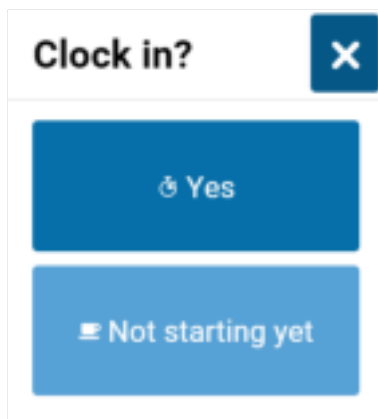 Clock in?
Yes
Not starting yet